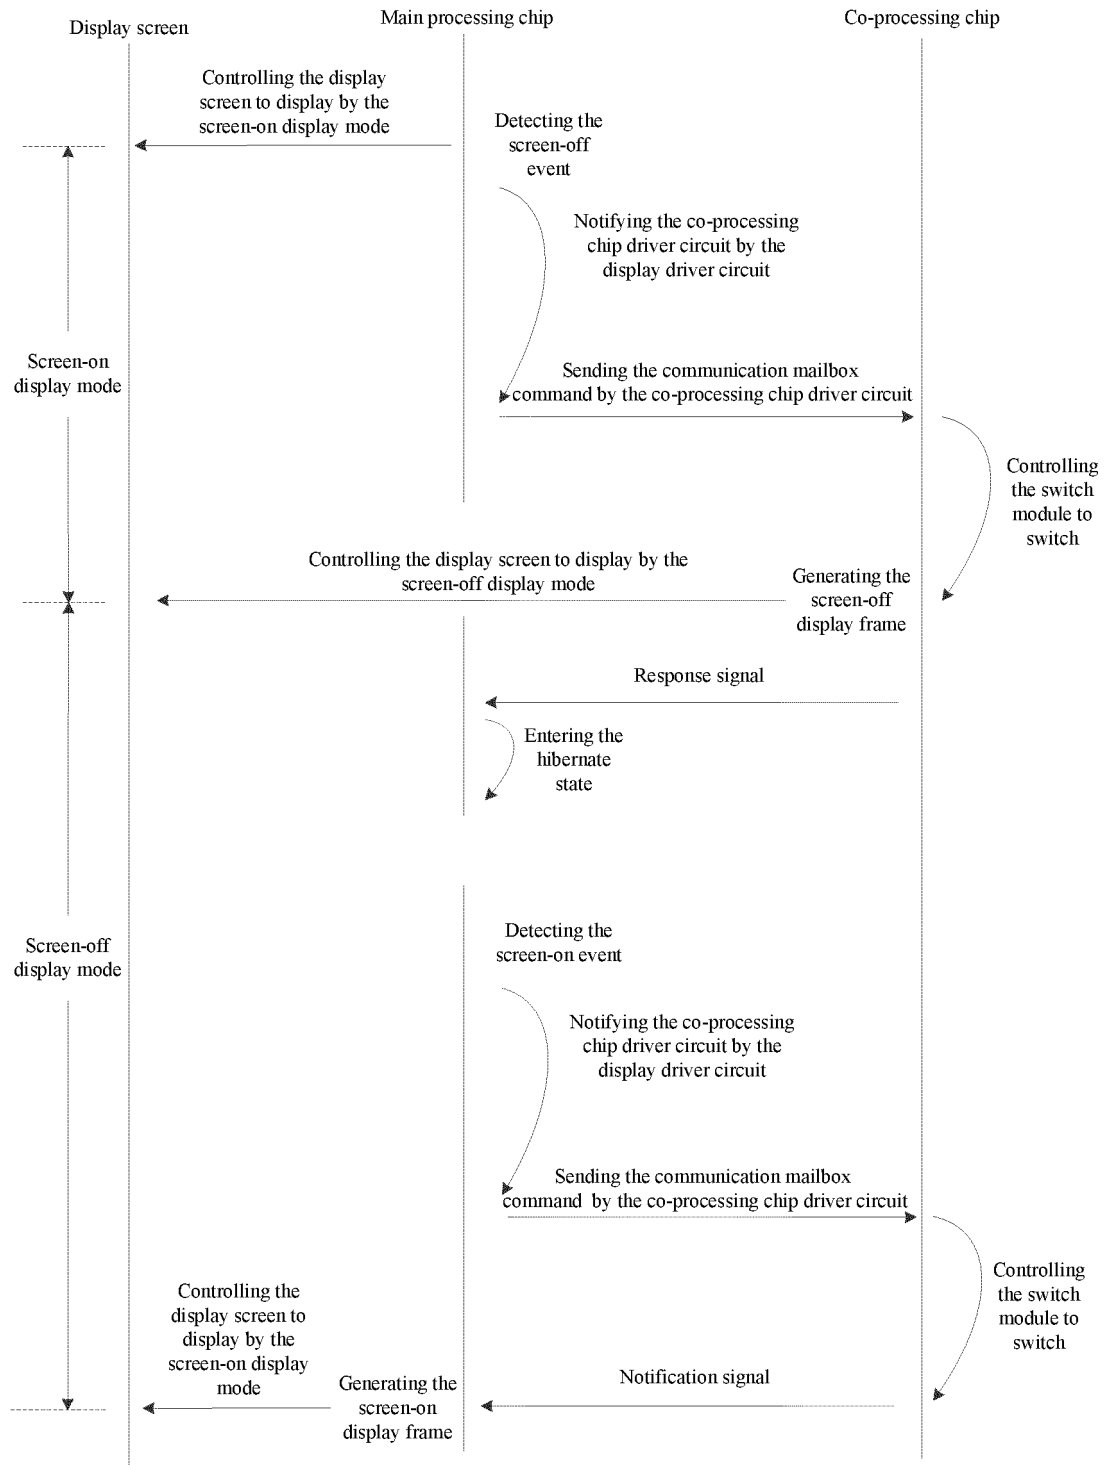 Display screen
Main processing chip
Co-processing chip
Controlling the display
screen to display by the
screen-on display mode
Detecting the
screen-off
event
Notifying the co-processing
chip driver circuit by the
display driver circuit
Screen-on
display mode
Sending the communication mailbox
command by the co-processing chip driver circuit
Controlling
the switch
module to
switch
Controlling the display screen to display by the
screen-off display mode
Generating the
screen-off
display frame
Response signal
Entering the
hibernate
state
Screen-off
display mode
Detecting the
screen-on event
Notifying the co-processing
chip driver circuit by the
display driver circuit
Sending the communication mailbox
command by the co-processing chip driver circuit
Controlling
the switch
module to
switch
Controlling the
display screen to
display by the
screen-on display
mode
Generating the
screen-on
display frame
Notification signal